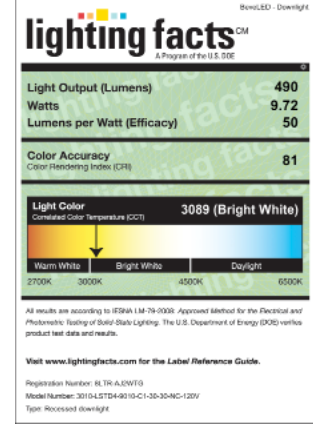 BeveLED - Downlight
lighting facts CM
A Program of the U.S. DOE
Light Output (Lumens) 490
Watts 9.72
Lumens per Watt (Efficacy) 50
Color Accuracy
Color Rendering Index (CRI) 81
Light Color
Correlated Color Temperature (CCT) 3089 (Bright White)
Warm White Bright White Daylight
2700K 3000K 4500K 6500K
All results are according to IESNA LM-79-2008: Approved Method for the Electrical and
Photometric Testing of Solid-State Lighting. The U.S. Department of Energy (DOE) verifies
product test data and results.
Visit www.lightingfacts.com for the Label Reference Guide.
Registration Number: 6LTR-AJ2WTG
Model Number: 3010-LSTD4-9010-C1-30-30-NC-120V
Type: Recessed downlight